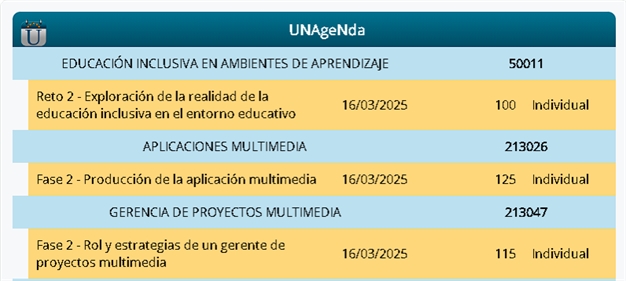 U
UNAgeNda
EDUCACIÓN INCLUSIVA EN AMBIENTES DE APRENDIZAJE 50011
Reto 2 - Exploración de la realidad de la
educación inclusiva en el entorno educativo 16/03/2025 100 Individual
APLICACIONES MULTIMEDIA 213026
Fase 2 - Producción de la aplicación multimedia 16/03/2025 125 Individual
GERENCIA DE PROYECTOS MULTIMEDIA 213047
Fase 2 - Rol y estrategias de un gerente de
proyectos multimedia 16/03/2025 115 Individual